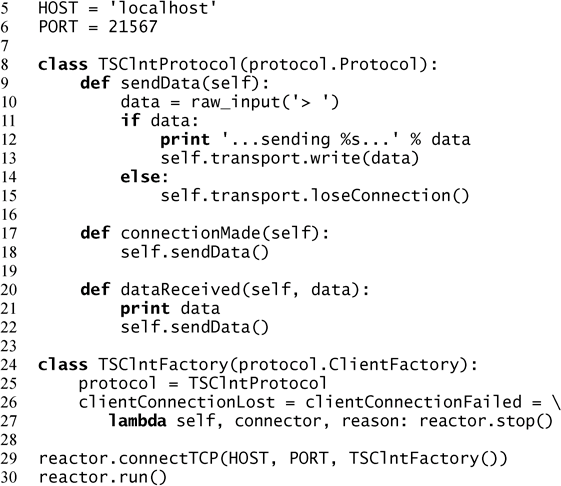 5 HOST = 'localhost'
6 PORT = 21567
7
8 class TSClntProtocol(protocol.Protocol):
9     def sendData(self):
10         data = raw_input('> ')
11         if data:
12             print '...sending %s...' % data
13             self.transport.write(data)
14         else:
15             self.transport.loseConnection()
16
17     def connectionMade(self):
18         self.sendData()
19
20     def dataReceived(self, data):
21         print data
22         self.sendData()
23
24 class TSClntFactory(protocol.ClientFactory):
25     protocol = TSClntProtocol
26     clientConnectionLost = clientConnectionFailed = \
27        lambda self, connector, reason: reactor.stop()
28
29 reactor.connectTCP(HOST, PORT, TSClntFactory())
30 reactor.run()